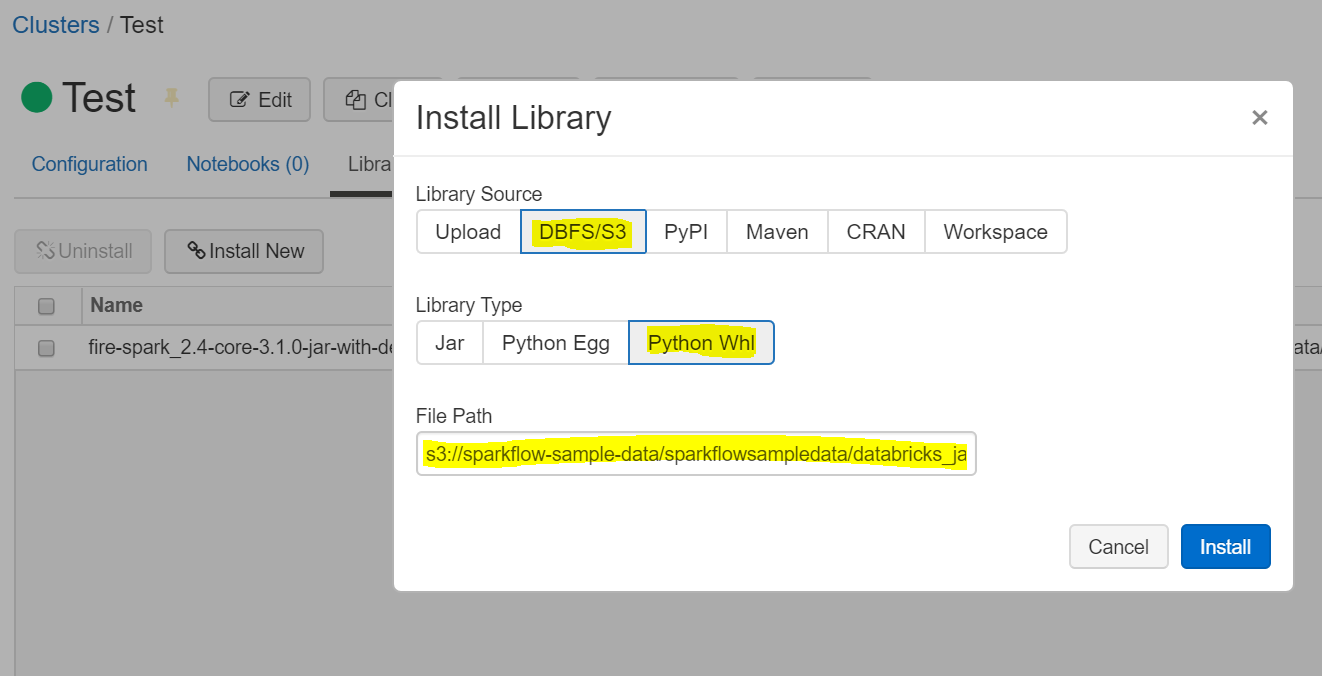 Clusters / Test
Test Edit Cl
Configuration Notebooks (0) Libra
Uninstall Install New
Name
fire-spark_2.4-core-3.1.0-jar-with-de
ata/
Install Library ×
Library Source
Upload DBFS/S3 PyPI Maven CRAN Workspace
Library Type
Jar Python Egg Python Whl
File Path
s3://sparkflow-sample-data/sparkflowsampledata/databricks_ja
Cancel Install